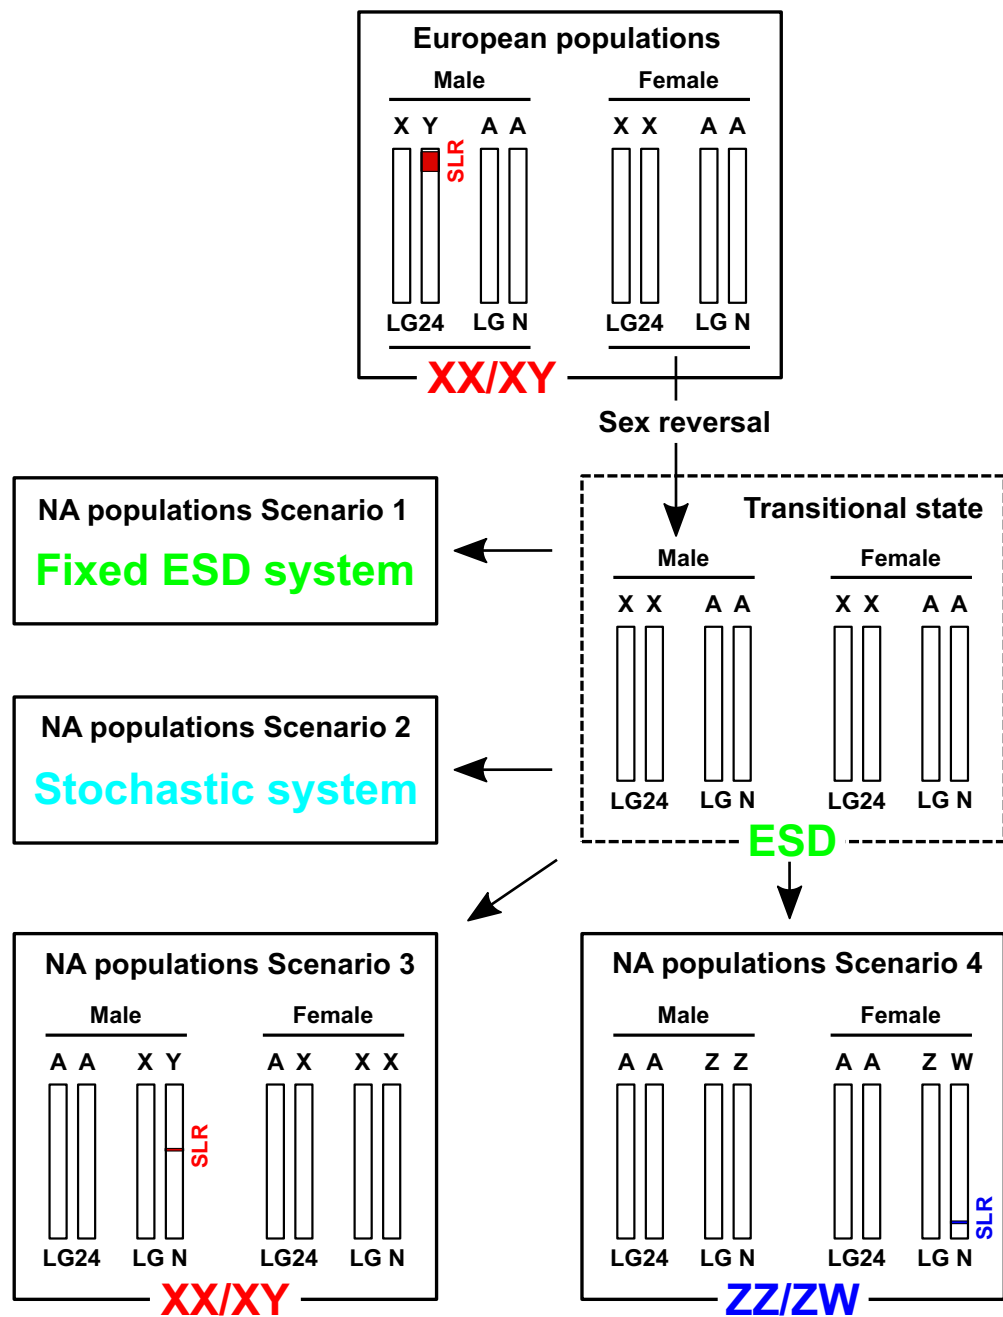 European populations
Male Female
X Y A A X X A A
SLR
LG24 LG N LG24 LG N
XX/XY
Sex reversal
NA populations Scenario 1
Fixed ESD system
Transitional state
Male Female
X X A A X X A A
LG24 LG N LG24 LG N
ESD
NA populations Scenario 2
Stochastic system
NA populations Scenario 3
Male Female
A A X Y A X X X
SLR
LG24 LG N LG24 LG N
XX/XY
NA populations Scenario 4
Male Female
A A Z Z A A Z W
SLR
LG24 LG N LG24 LG N
ZZ/ZW